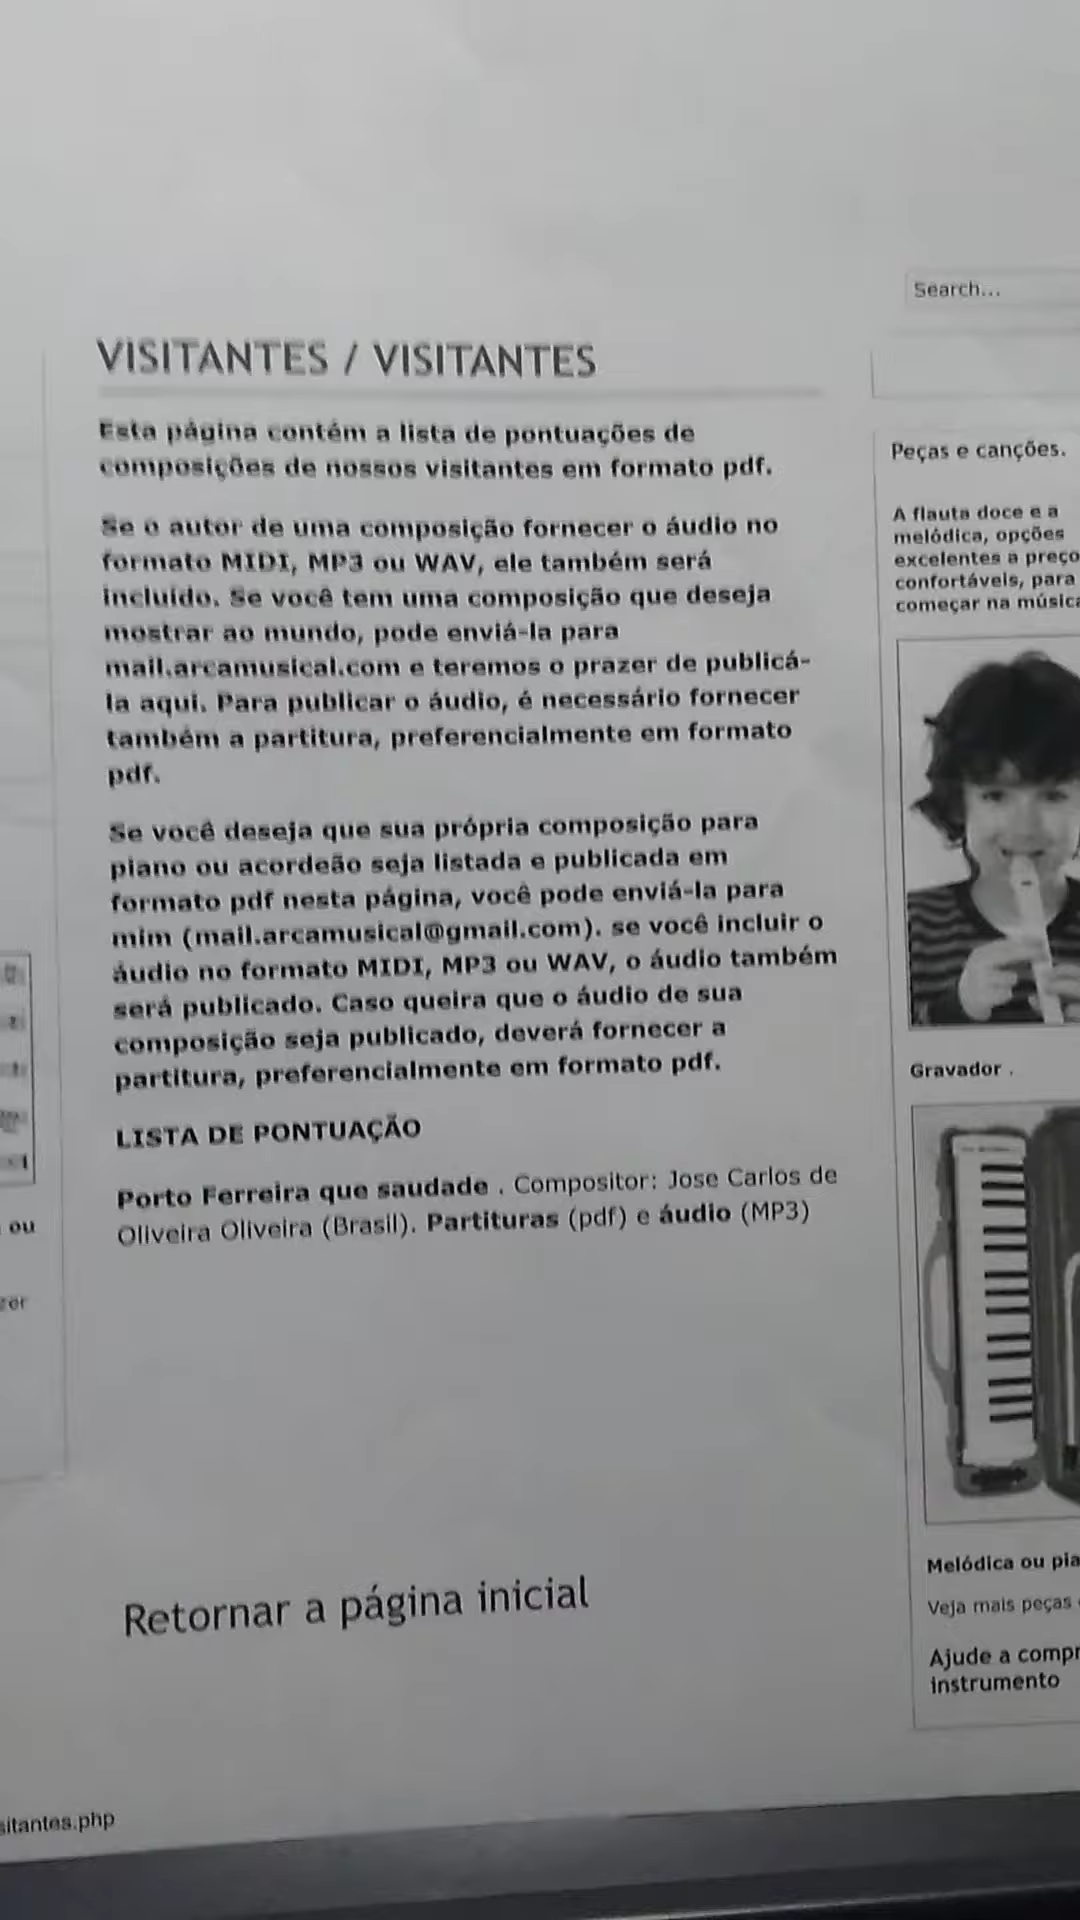 Search...
VISITANTES / VISITANTES
Esta página contém a lista de pontuações de
composições de nossos visitantes em formato pdf.
Se o autor de uma composição fornecer o áudio no
formato MIDI, MP3 ou WAV, ele também será
incluído. Se você tem uma composição que deseja
mostrar ao mundo, pode enviá-la para
mail.arcamusical.com e teremos o prazer de publicá-
la aqui. Para publicar o áudio, é necessário fornecer
também a partitura, preferencialmente em formato
pdf.
Se você deseja que sua própria composição para
piano ou acordeão seja listada e publicada em
formato pdf nesta página, você pode enviá-la para
mim (mail.arcamusical@gmail.com). se você incluir o
áudio no formato MIDI, MP3 ou WAV, o áudio também
será publicado. Caso queira que o áudio de sua
composição seja publicado, deverá fornecer a
partitura, preferencialmente em formato pdf.
LISTA DE PONTUAÇÃO
Porto Ferreira que saudade . Compositor: Jose Carlos de
Oliveira Oliveira (Brasil). Partituras (pdf) e áudio (MP3)
Retornar a página inicial
Peças e canções.
A flauta doce e a
melódica, opções
excelentes a preço
confortáveis, para
começar na música
Gravador .
Melódica ou pia
Veja mais peças
Ajude a compr
instrumento
ou
zer
sitantes.php